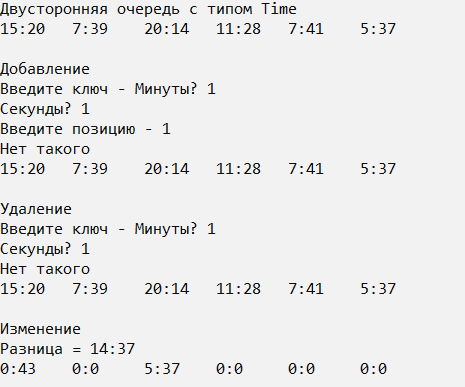 Двусторонняя очередь с типом Time
15:20 7:39 20:14 11:28 7:41 5:37
Добавление
Введите ключ - Минуты? 1
Секунды? 1
Введите позицию - 1
Нет такого
15:20 7:39 20:14 11:28 7:41 5:37
Удаление
Введите ключ - Минуты? 1
Секунды? 1
Нет такого
15:20 7:39 20:14 11:28 7:41 5:37
Изменение
Разница = 14:37
0:43 0:0 5:37 0:0 0:0 0:0